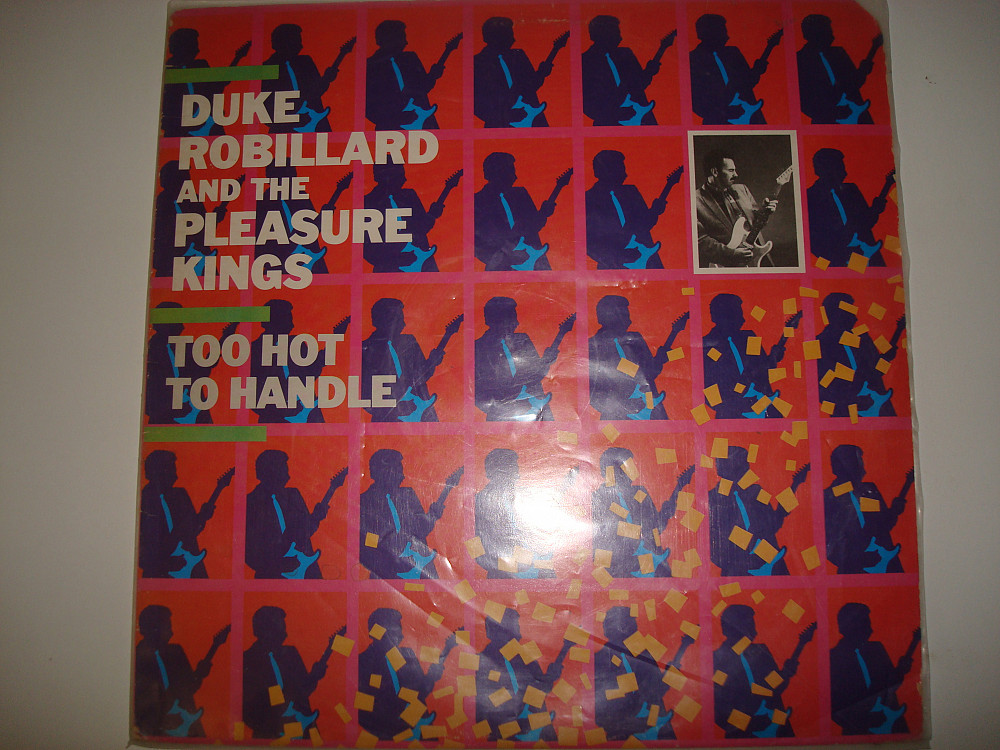 DUKE
ROBILLARD
AND THE
PLEASURE
KINGS
TOO HOT
TO HANDLE